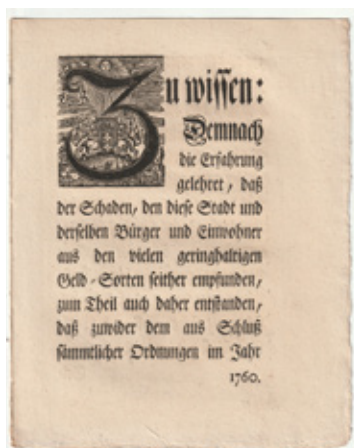 Zu wissen:
Demnach
die Erfahrung
gelehret, daß
der Schaden, den diese Stadt und
derselben Bürger und Einwohner
aus den vielen geringhaltigen
Geld-Sorten seither empfunden,
zum Theil auch daher entstanden,
daß zuwider dem aus Schluß
sämmtlicher Ordnungen im Jahr
1760.